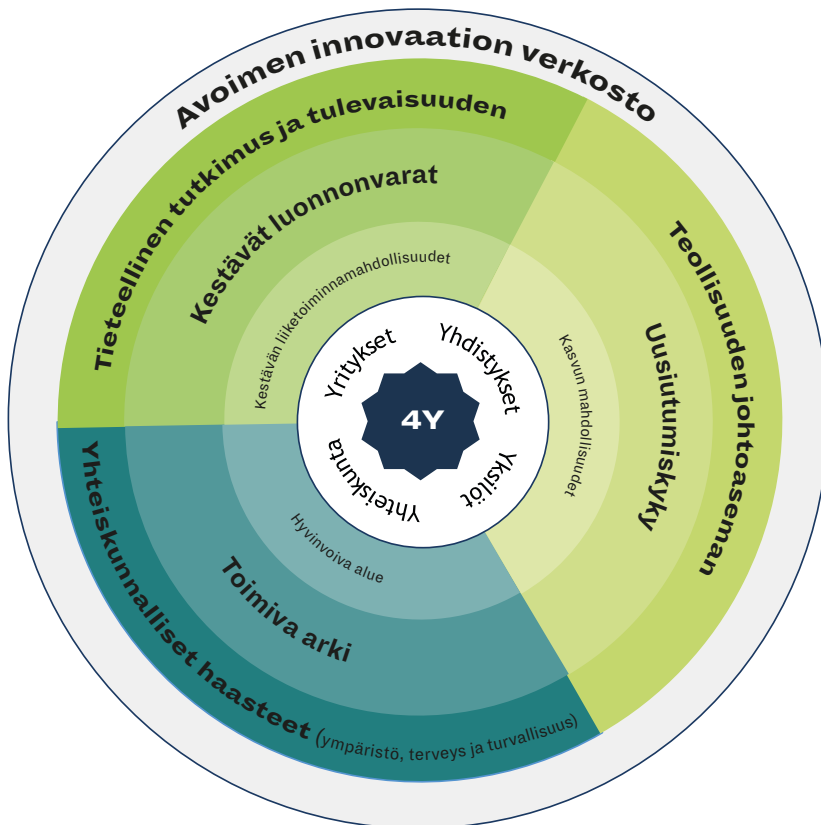 Avoimen innovaation verkosto
Tieteellinen tutkimus ja tulevaisuuden
Kestävät luonnonvarat
Kestävän liiketoiminnamahdollisuudet
Teollisuuden johtoaseman
Uusiutumiskyky
Kasvun mahdollisuudet
Yhteiskunnalliset haasteet (ympäristö, terveys ja turvallisuus)
Toimiva arki
Hyvinvoiva alue
Yritykset
Yhdistykset
Yksilöt
Yhteiskunta
4Y